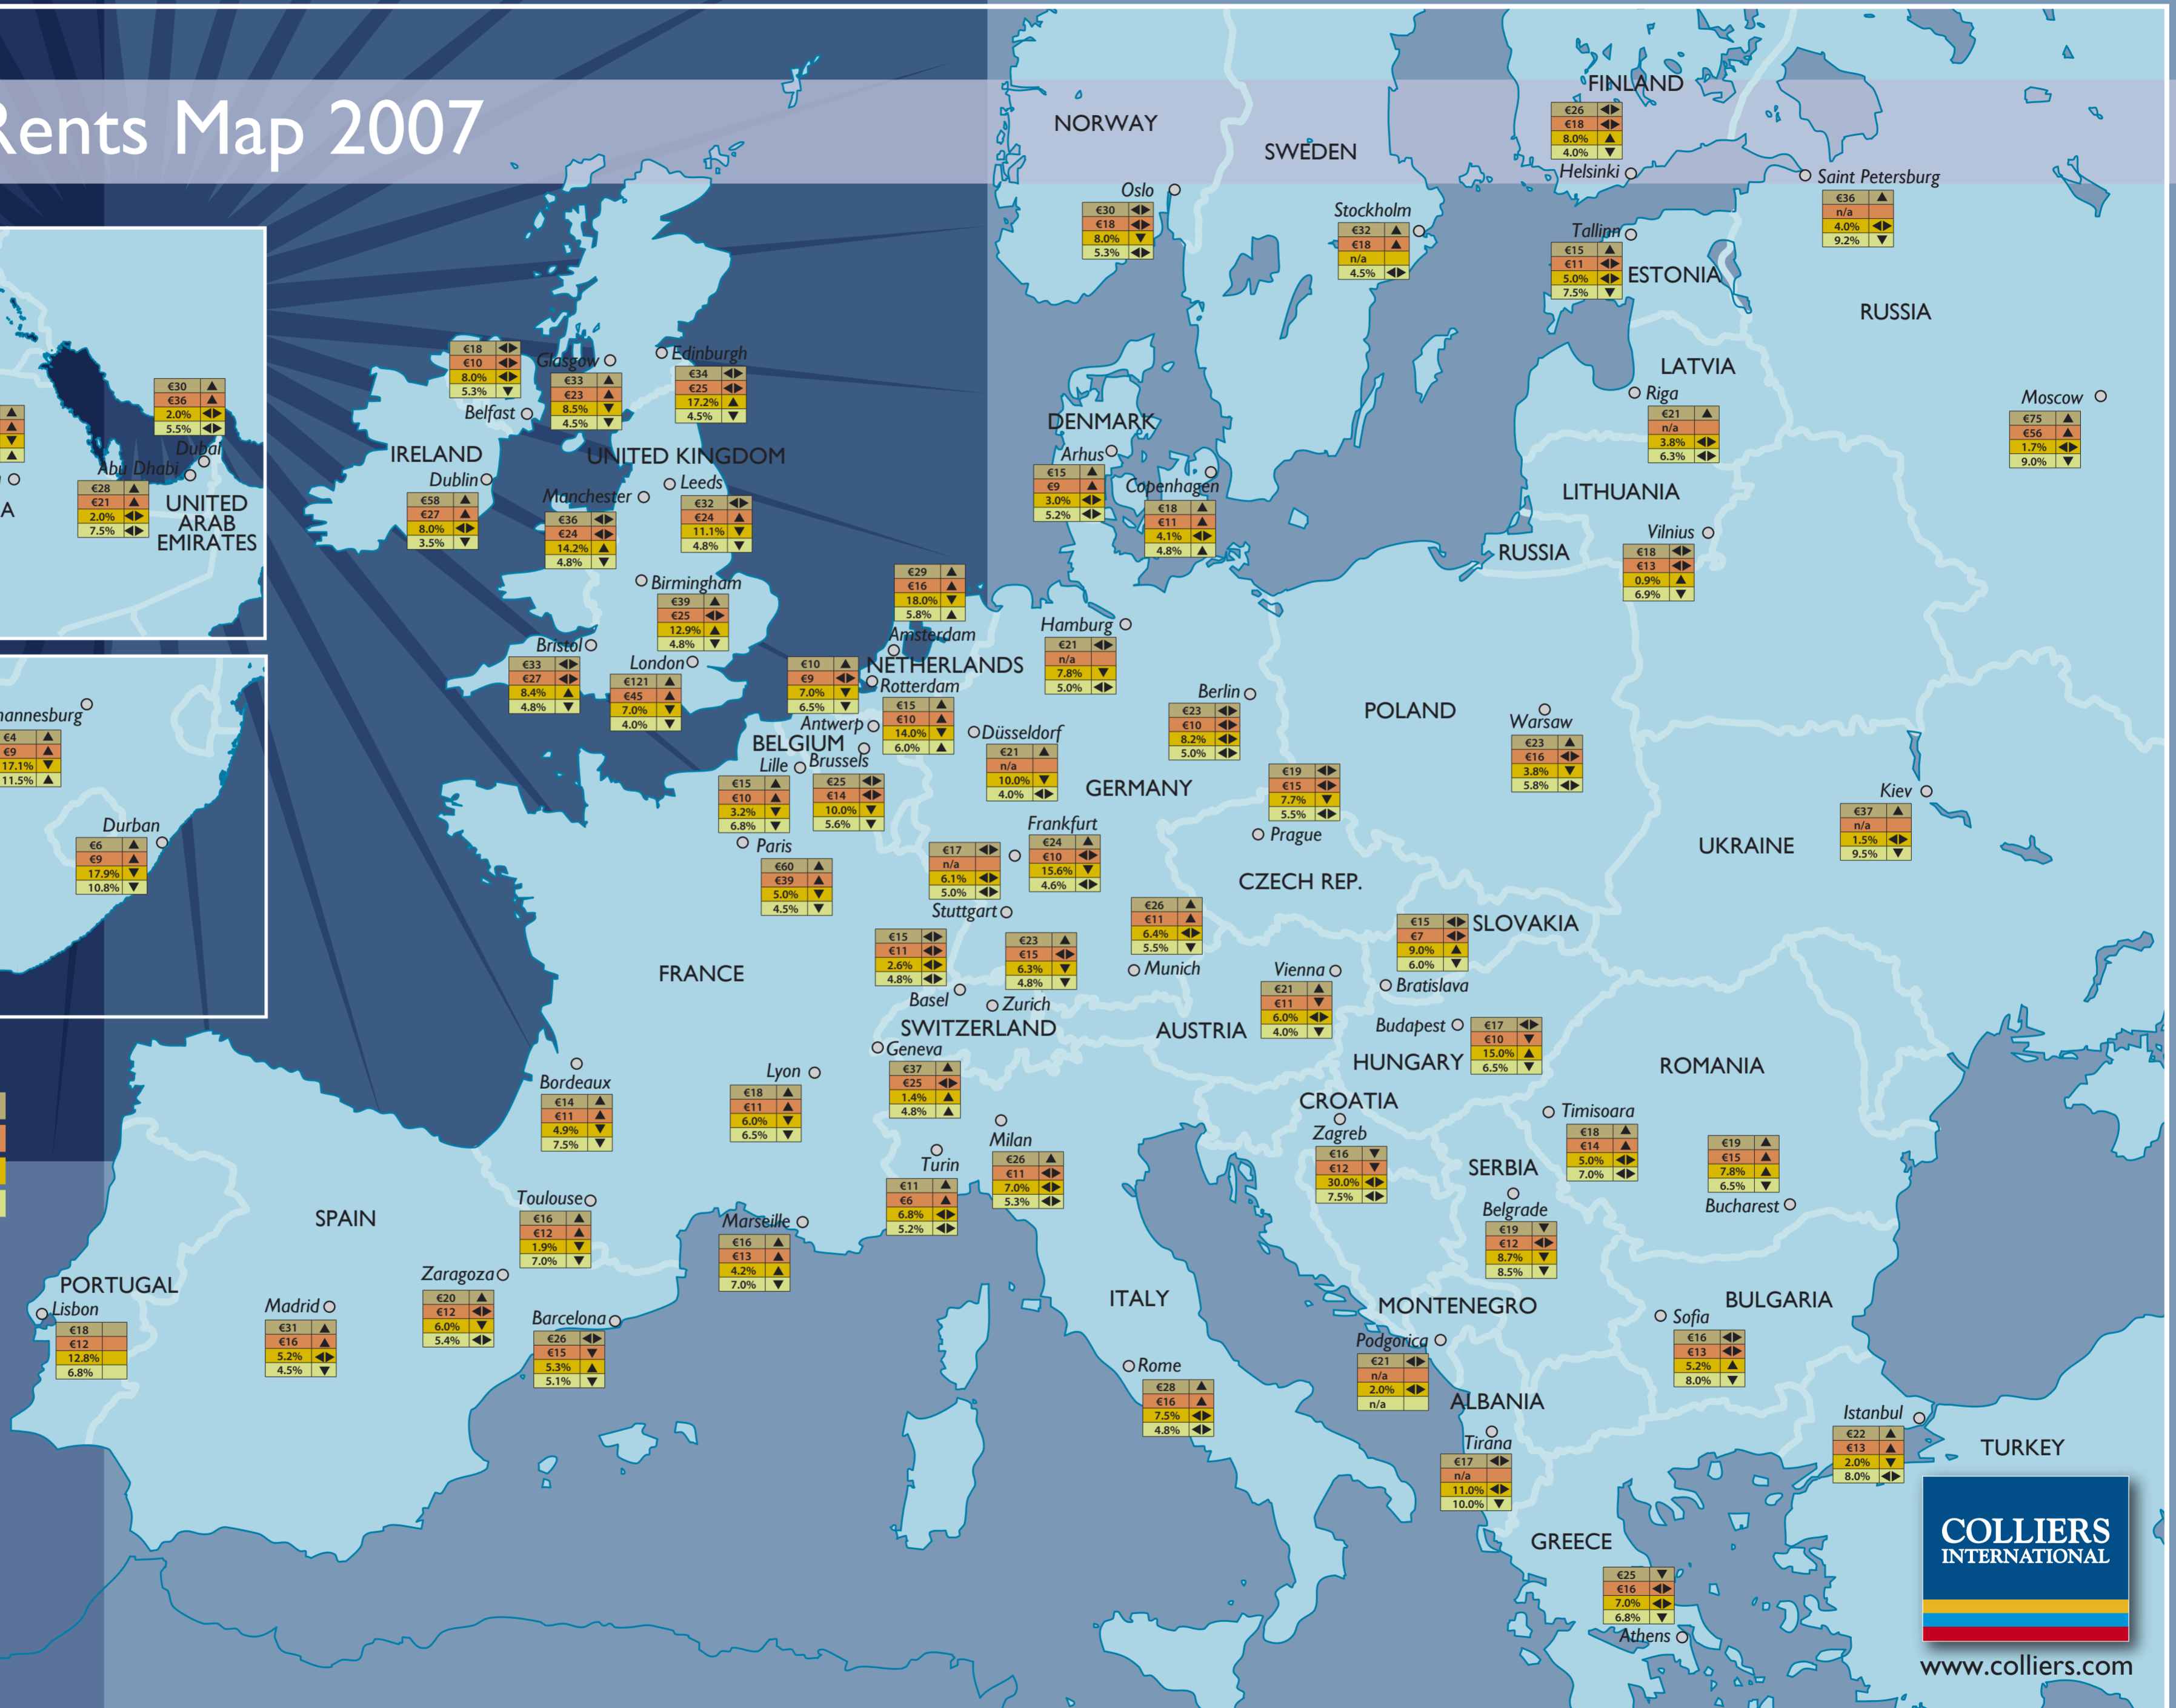 Rents Map 2007
FINLAND
€26
€18
8.0%
4.0%
Helsinki
NORWAY
SWEDEN
Oslo
€30
€18
8.0%
5.3%
Stockholm
€32
€18
n/a
4.5%
Saint Petersburg
€36
n/a
4.0%
9.2%
Tallinn
€15
€11
5.0%
7.5%
ESTONIA
RUSSIA
LATVIA
Riga
€21
n/a
3.8%
6.3%
Moscow
€75
€56
1.7%
9.0%
€18
€10
8.0%
5.3%
Belfast
Glasgow
€33
€23
8.5%
4.5%
Edinburgh
€34
€25
17.2%
4.5%
€30
€36
2.0%
5.5%
Dubai
Abu Dhabi
€28
€21
2.0%
7.5%
UNITED
ARAB
EMIRATES
A
IRELAND
Dublin
€58
€27
8.0%
3.5%
UNITED KINGDOM
Manchester
€36
€24
14.2%
4.8%
Leeds
€32
€24
11.1%
4.8%
DENMARK
Arhus
€15
€9
3.0%
5.2%
Copenhagen
€18
€11
4.1%
4.8%
LITHUANIA
RUSSIA
Vilnius
€18
€13
0.9%
6.9%
Birmingham
€39
€25
12.9%
4.8%
Bristol
€33
€27
8.4%
4.8%
London
€121
€45
7.0%
4.0%
€29
€16
18.0%
5.8%
Amsterdam
NETHERLANDS
Rotterdam
€15
€10
14.0%
6.0%
€10
€9
7.0%
6.5%
Antwerp
BELGIUM
Lille
€15
€10
3.2%
6.8%
Brussels
€25
€14
10.0%
5.6%
Hamburg
€21
n/a
7.8%
5.0%
Berlin
€23
€10
8.2%
5.0%
Düsseldorf
€21
n/a
10.0%
4.0%
GERMANY
POLAND
Warsaw
€23
€16
3.8%
5.8%
€19
€15
7.7%
5.5%
Prague
CZECH REP.
Kiev
€37
n/a
1.5%
9.5%
UKRAINE
hannesburg
€4
€9
17.1%
11.5%
Durban
€6
€9
17.9%
10.8%
Paris
€60
€39
5.0%
4.5%
Frankfurt
€24
€10
15.6%
4.6%
€17
n/a
6.1%
5.0%
Stuttgart
€26
€11
6.4%
5.5%
Munich
€15
€7
9.0%
6.0%
SLOVAKIA
Bratislava
FRANCE
€15
€11
2.6%
4.8%
Basel
€23
€15
6.3%
4.8%
Zurich
SWITZERLAND
Vienna
€21
€11
6.0%
4.0%
AUSTRIA
Budapest
€17
€10
15.0%
6.5%
HUNGARY
ROMANIA
Geneva
€37
€25
1.4%
4.8%
Bordeaux
€14
€11
4.9%
7.5%
Lyon
€18
€11
6.0%
6.5%
Milan
€26
€11
7.0%
5.3%
Turin
€11
€6
6.8%
5.2%
CROATIA
Zagreb
€16
€12
30.0%
7.5%
Timisoara
€18
€14
5.0%
7.0%
€19
€15
7.8%
6.5%
Bucharest
SERBIA
Belgrade
€19
€12
8.7%
8.5%
SPAIN
Toulouse
€16
€12
1.9%
7.0%
Marseille
€16
€13
4.2%
7.0%
PORTUGAL
Lisbon
€18
€12
12.8%
6.8%
Madrid
€31
€16
5.2%
4.5%
Zaragoza
€20
€12
6.0%
5.4%
Barcelona
€26
€15
5.3%
5.1%
ITALY
Rome
€28
€16
7.5%
4.8%
MONTENEGRO
Podgorica
€21
n/a
2.0%
n/a
BULGARIA
Sofia
€16
€13
5.2%
8.0%
ALBANIA
Tirana
€17
n/a
11.0%
10.0%
Istanbul
€22
€13
2.0%
8.0%
TURKEY
GREECE
€25
€16
7.0%
6.8%
Athens
COLLIERS
INTERNATIONAL
www.colliers.com